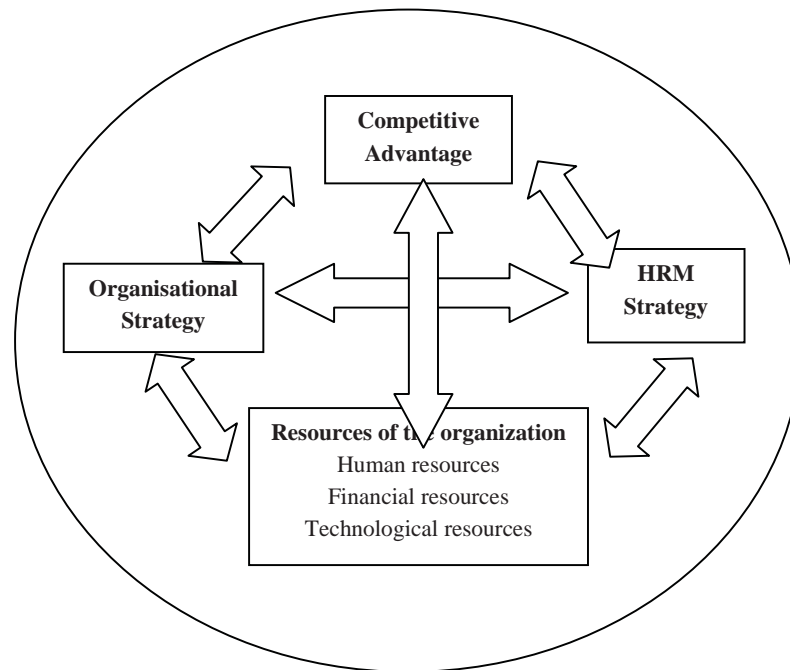 Competitive
Advantage
Organisational
Strategy
HRM
Strategy
Resources of the organization
Human resources
Financial resources
Technological resources